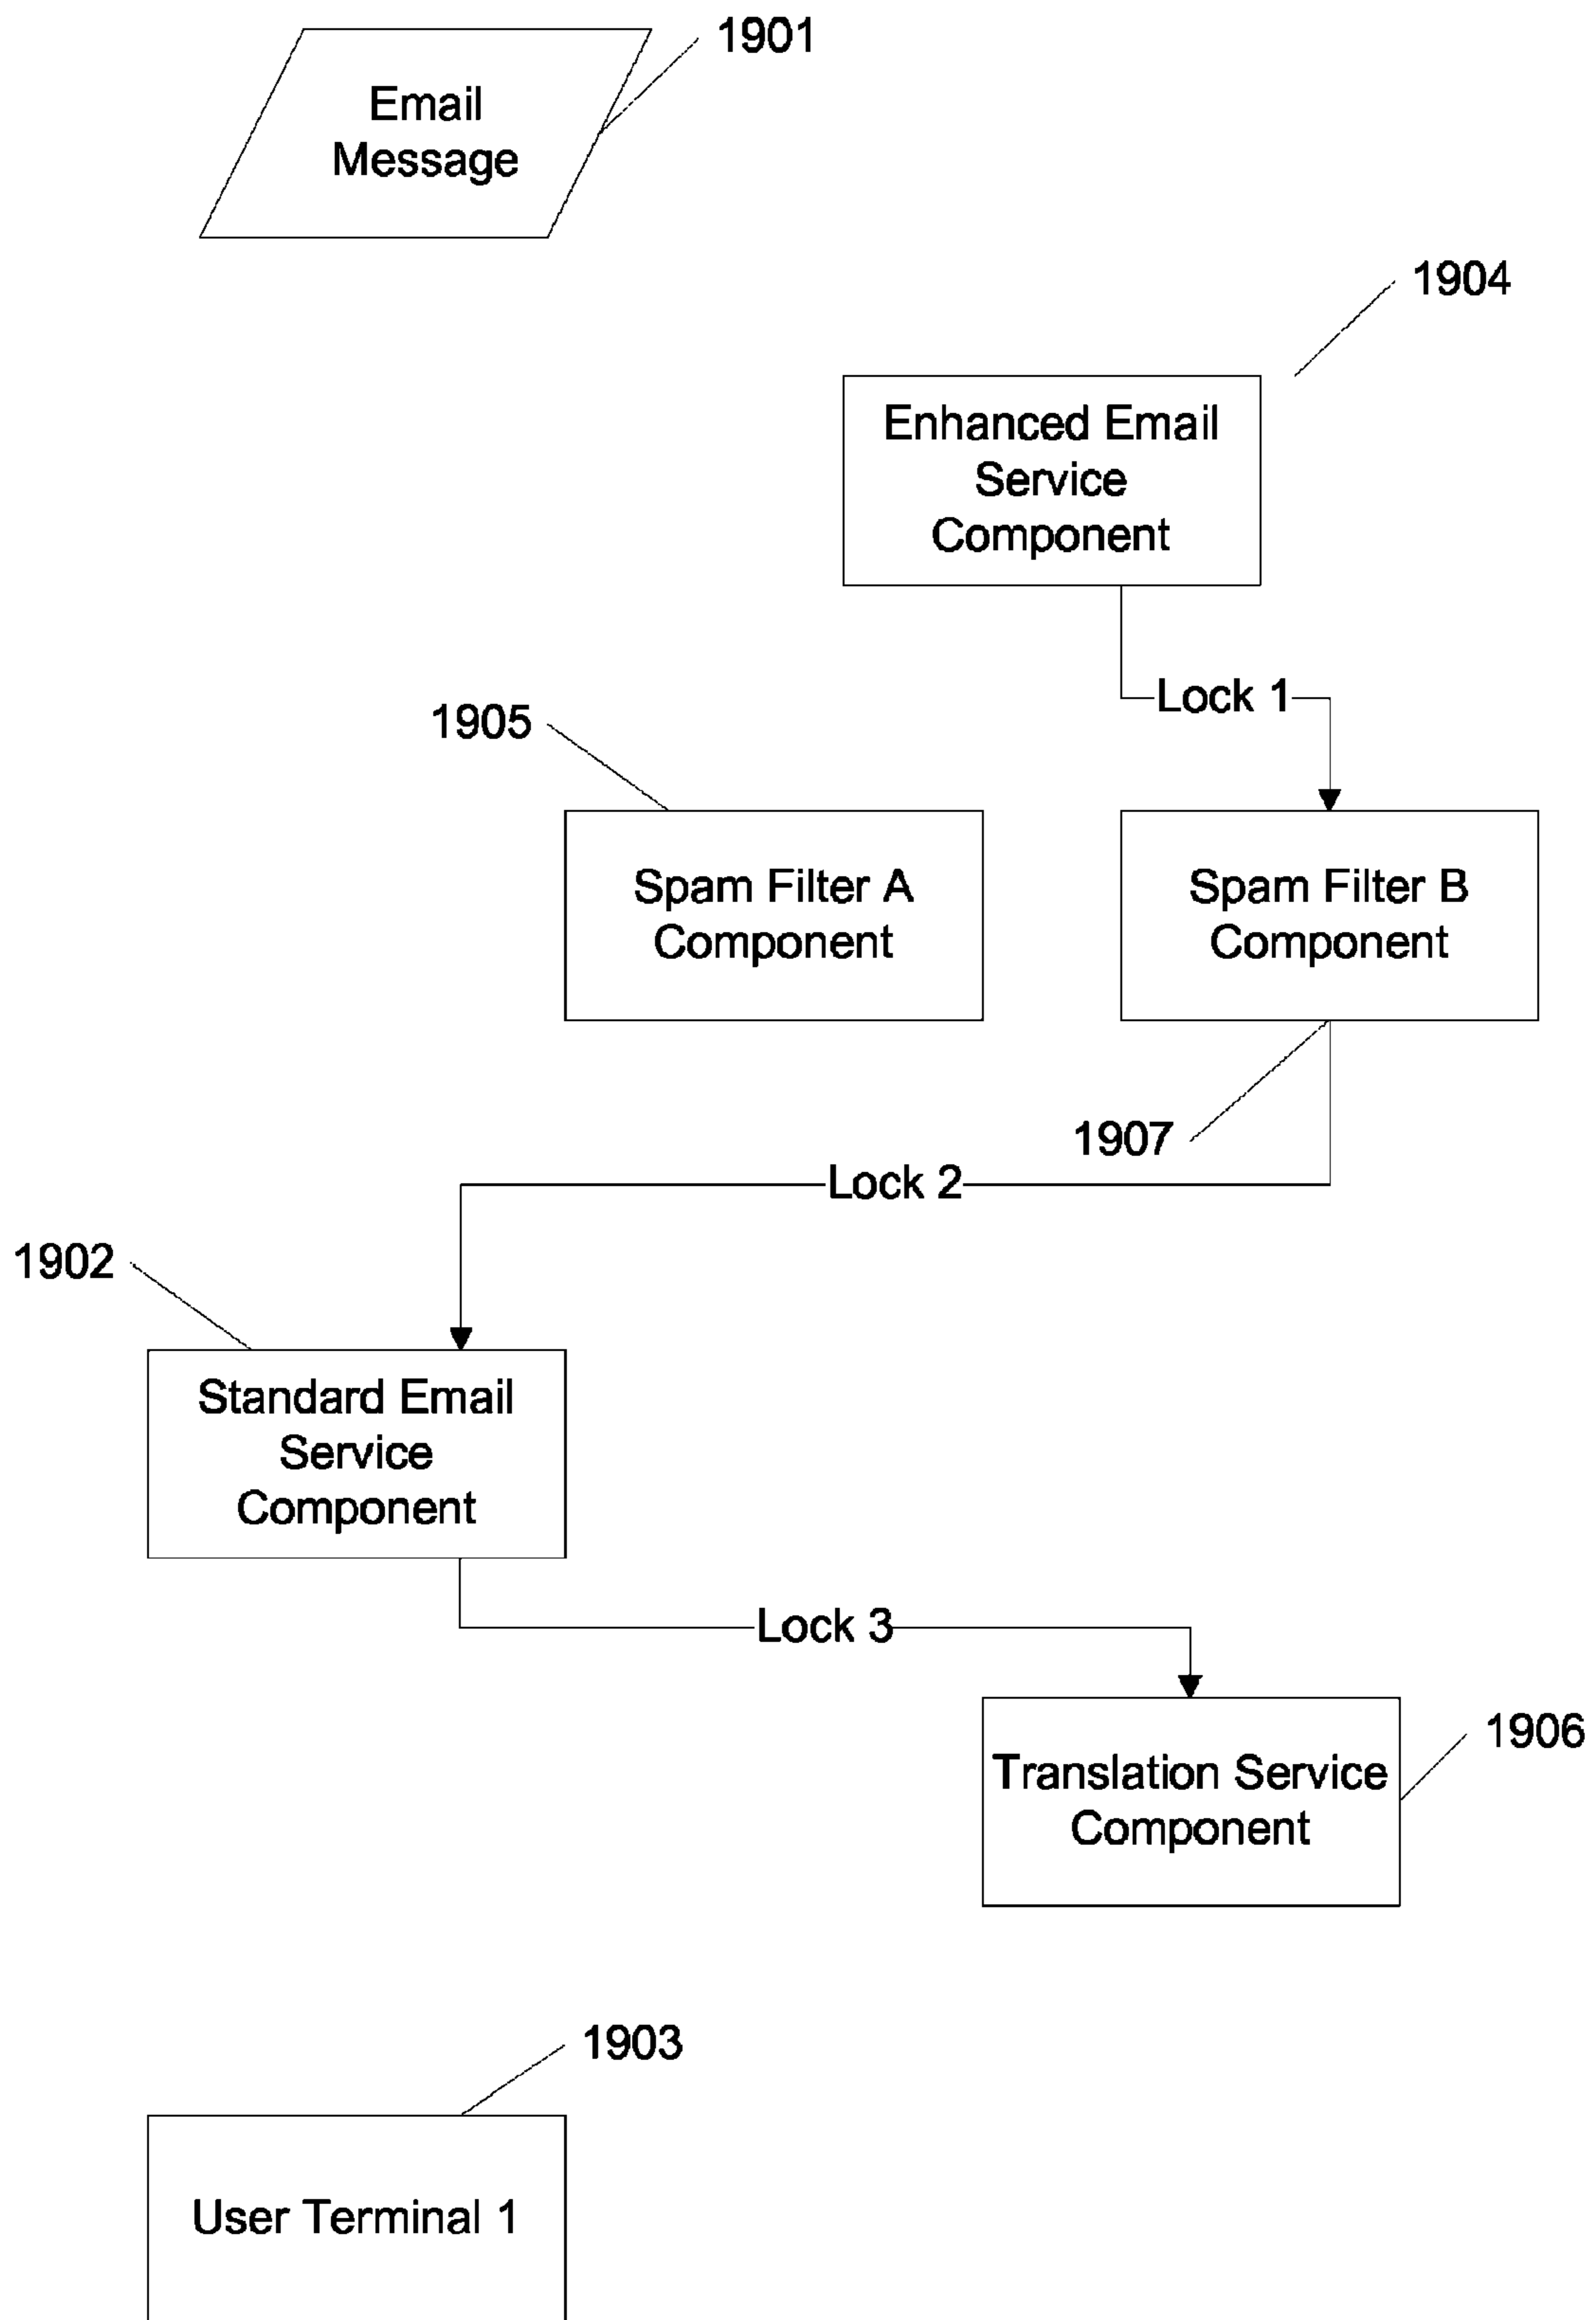 1901
Email
Message
1904
Enhanced Email
Service
Component
Lock 1
1905
Spam Filter A
Component
Spam Filter B
Component
1907
Lock 2
1902
Standard Email
Service
Component
Lock 3
1906
Translation Service
Component
1903
User Terminal 1